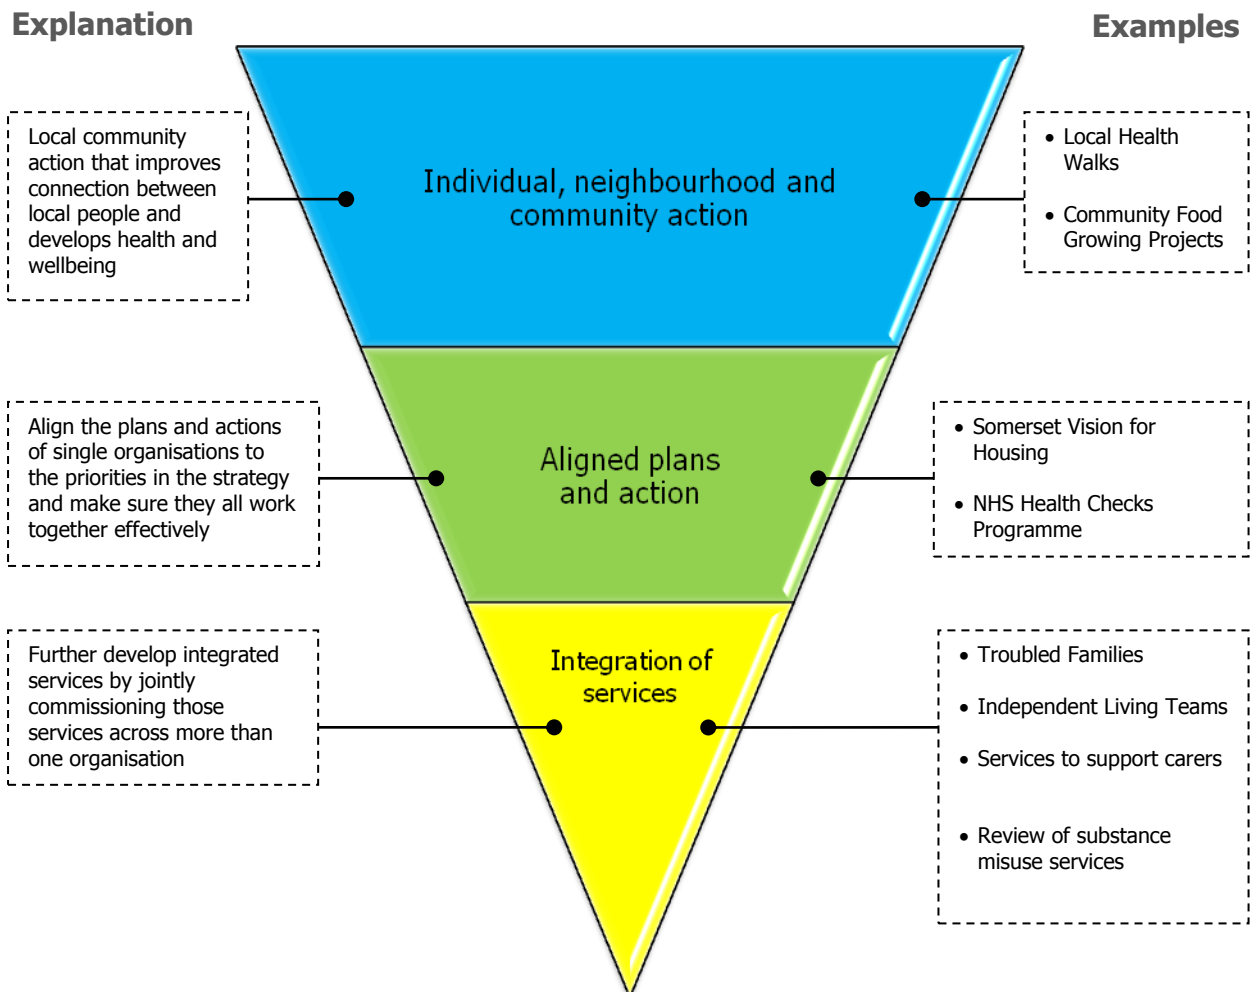 Explanation
Examples
Local community
action that improves
connection between
local people and
develops health and
wellbeing
Individual, neighbourhood and
community action
• Local Health
Walks
• Community Food
Growing Projects
Align the plans and actions
of single organisations to
the priorities in the strategy
and make sure they all work
together effectively
Aligned plans
and action
• Somerset Vision for
Housing
• NHS Health Checks
Programme
Further develop integrated
services by jointly
commissioning those
services across more than
one organisation
Integration of
services
• Troubled Families
• Independent Living Teams
• Services to support carers
• Review of substance
misuse services